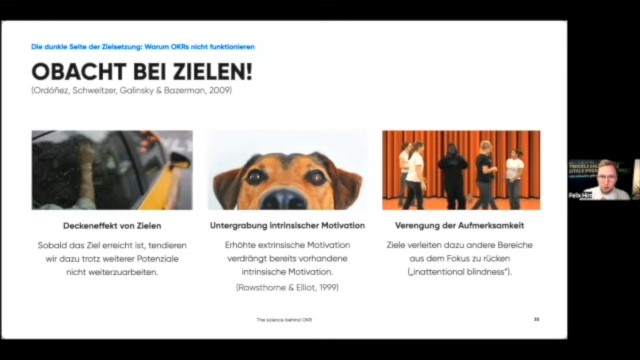 Die dunkle Seite der Zielsetzung: Warum OKRs nicht funktionieren
OBACHT BEI ZIELEN!
(Ordóñez, Schweitzer, Galinsky & Bazerman, 2009)
Deckeneffekt von Zielen
Sobald das Ziel erreicht ist, tendieren
wir dazu trotz weiterer Potenziale
nicht weiterzuarbeiten.
Untergrabung intrinsischer Motivation
Erhöhte extrinsische Motivation
verdrängt bereits vorhandene
intrinsische Motivation.
(Rawsthorne & Elliot, 1999)
Verengung der Aufmerksamkeit
Ziele verleiten dazu andere Bereiche
aus dem Fokus zu rücken
(„inattentional blindness“).
The science behind OKR
Felix